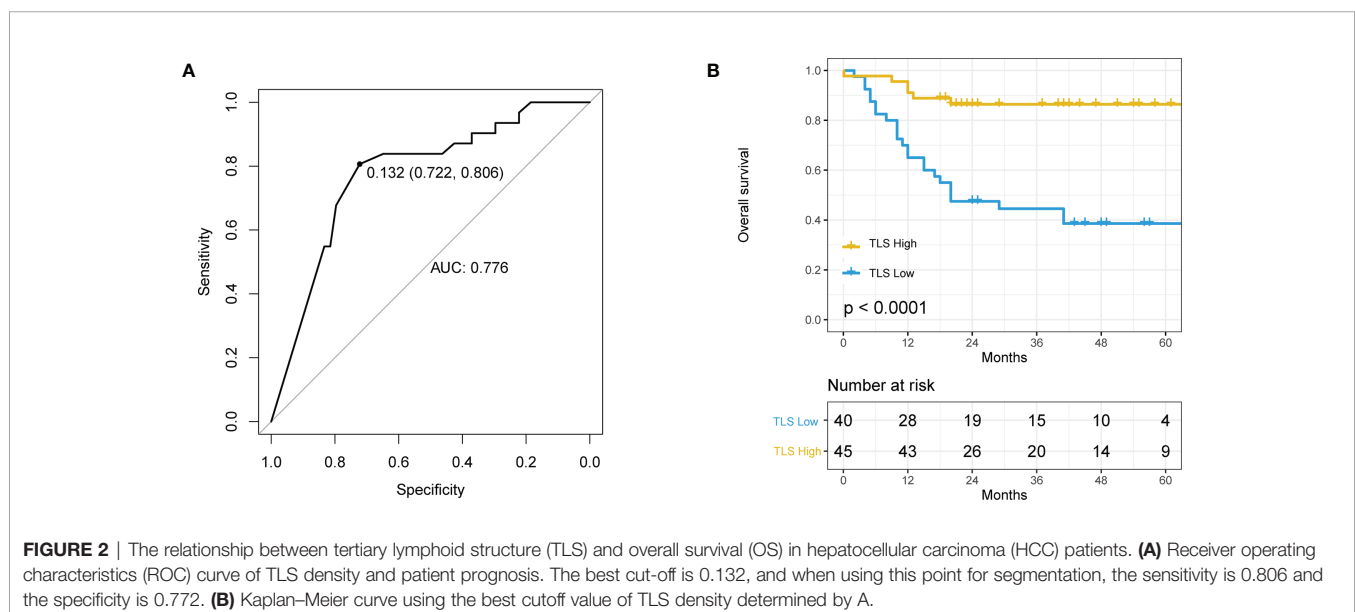 A
1.0
0.8
0.6
0.4
0.2
0.0
Sensitivity
0.132 (0.722, 0.806)
AUC: 0.776
1.0 0.8 0.6 0.4 0.2 0.0
Specificity
B
1.0
0.8
0.6
0.4
0.2
0.0
Overall survival
TLS High
TLS Low
p < 0.0001
0 12 24 36 48 60
Months
Number at risk
TLS Low 40 28 19 15 10 4
TLS High 45 43 26 20 14 9
0 12 24 36 48 60
Months
FIGURE 2 | The relationship between tertiary lymphoid structure (TLS) and overall survival (OS) in hepatocellular carcinoma (HCC) patients. (A) Receiver operating
characteristics (ROC) curve of TLS density and patient prognosis. The best cut-off is 0.132, and when using this point for segmentation, the sensitivity is 0.806 and
the specificity is 0.772. (B) Kaplan–Meier curve using the best cutoff value of TLS density determined by A.